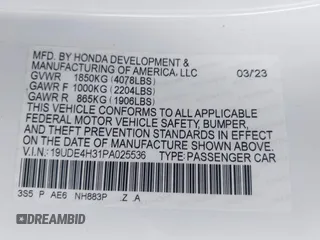 MFD. BY HONDA DEVELOPMENT &
MANUFACTURING OF AMERICA, LLC 03/23
GVWR 1850KG (4078LBS)
GAWR F 1000KG (2204LBS)
GAWR R 865KG (1906LBS)
THIS VEHICLE CONFORMS TO ALL APPLICABLE
FEDERAL MOTOR VEHICLE SAFETY, BUMPER,
AND THEFT PREVENTION STANDARDS IN EFFECT
ON THE DATE OF MANUFACTURE SHOWN ABOVE.
V.I.N.: 19UDE4H31PA025536 TYPE: PASSENGER CAR
3S5 P AE6 NH883P .Z .A
DREAMBID